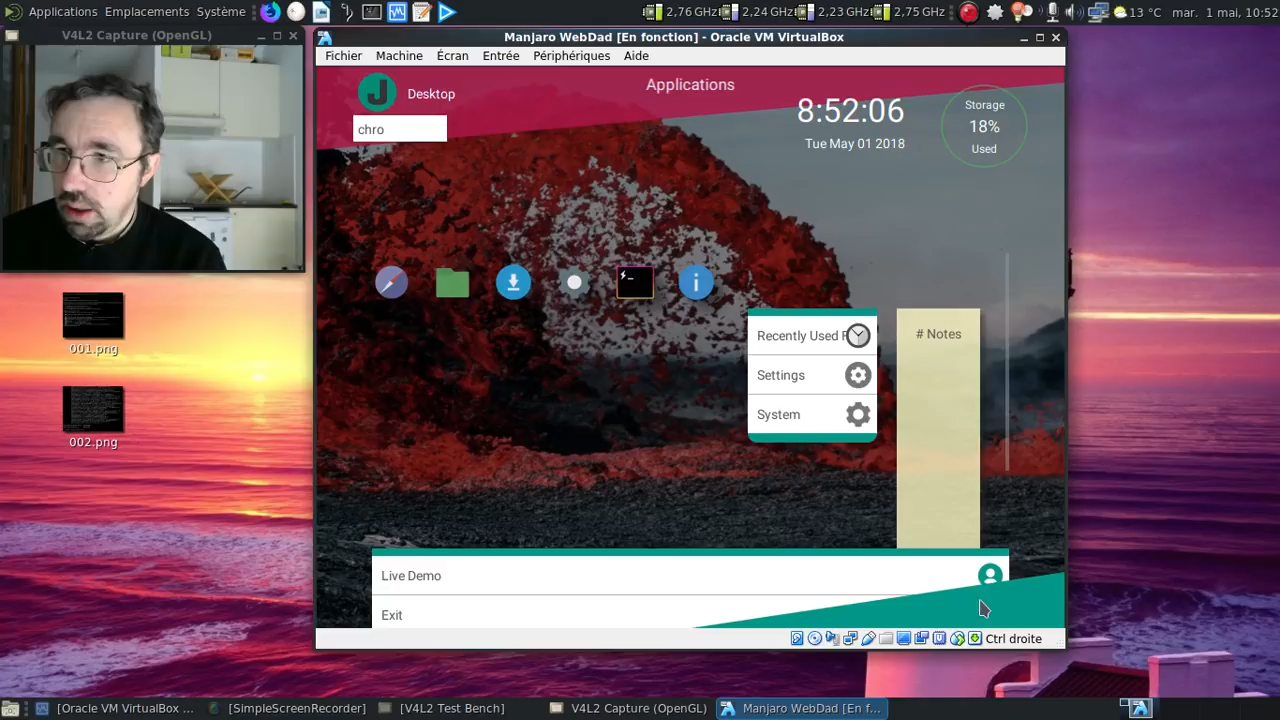 Applications Emplacements Système
2,76 GHz 2,24 GHz 2,75 GHz
13 °C mar. 1 mai, 10:52
V4L2 Capture (OpenGL)
Manjaro WebDad [En fonction] - Oracle VM VirtualBox
Fichier Machine Écran Entrée Périphériques Aide
Applications
J Desktop
chro
8:52:06
Tue May 01 2018
Storage
18%
Used
Recently Used F
Settings
System
# Notes
001.png
002.png
Live Demo
Exit
Ctrl droite
[Oracle VM VirtualBox ... [SimpleScreenRecorder] [V4L2 Test Bench] V4L2 Capture (OpenGL) Manjaro WebDad [En f...